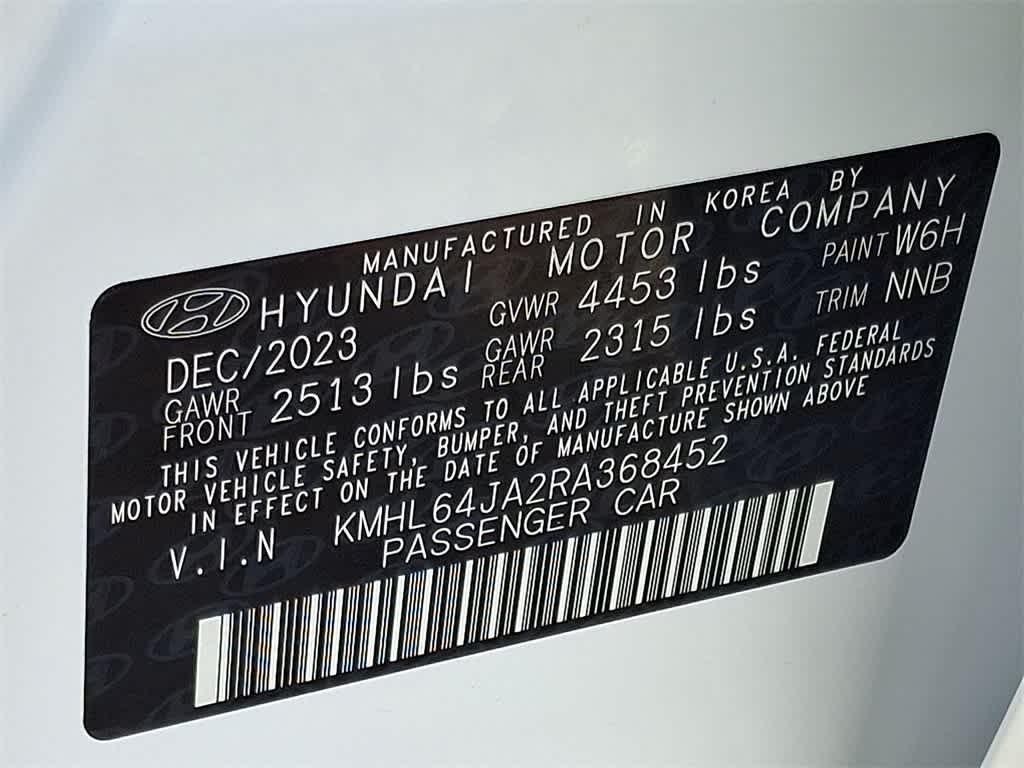 MANUFACTURED IN KOREA BY
HYUNDAI MOTOR COMPANY
DEC/2023 GVWR 4453 lbs PAINT W6H
GAWR FRONT 2513 lbs GAWR REAR 2315 lbs TRIM NNB
THIS VEHICLE CONFORMS TO ALL APPLICABLE U.S.A. FEDERAL
MOTOR VEHICLE SAFETY, BUMPER, AND THEFT PREVENTION STANDARDS
IN EFFECT ON THE DATE OF MANUFACTURE SHOWN ABOVE
V.I.N KMHL64JA2RA368452
PASSENGER CAR